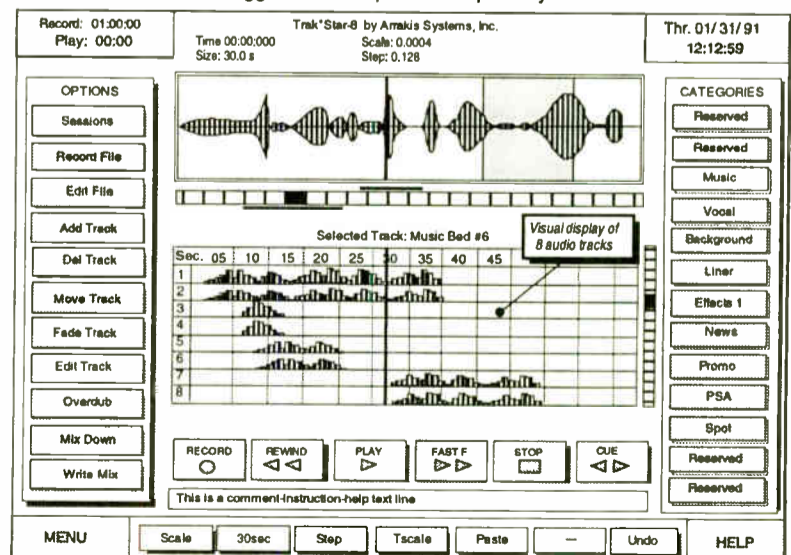 Record: 01:00:00
Play: 00:00
Trak*Star-8 by Arrakis Systems, Inc.
Time 00:00:000
Scale: 0.0004
Size: 30.0 s
Step: 0.128
Thr. 01/31/91
12:12:59
OPTIONS
Sessions
Record File
Edit File
Add Track
Del Track
Move Track
Fade Track
Edit Track
Overdub
Mix Down
Write Mix
Selected Track: Music Bed #6
Visual display of
8 audio tracks
Sec. 05 10 15 20 25 30 35 40 45
1
2
3
4
5
6
7
8
RECORD
REWIND
PLAY
FAST F
STOP
CUE
This is a comment-instruction-help text line
CATEGORIES
Reserved
Reserved
Music
Vocal
Background
Liner
Effects 1
News
Promo
PSA
Spot
Reserved
Reserved
MENU
Scale
30sec
Step
Tscale
Paste
—
Undo
HELP